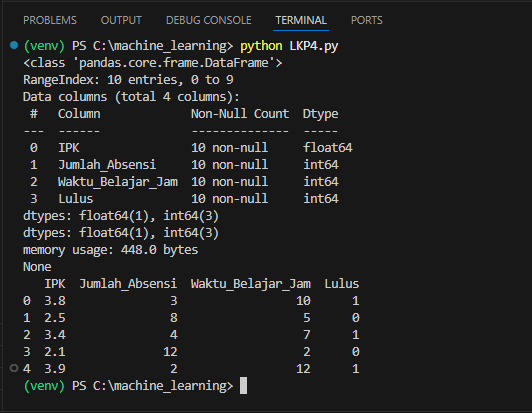 PROBLEMS OUTPUT DEBUG CONSOLE TERMINAL PORTS
(venv) PS C:\machine_learning> python LKP4.py
<class 'pandas.core.frame.DataFrame'>
RangeIndex: 10 entries, 0 to 9
Data columns (total 4 columns):
 #   Column             Non-Null Count  Dtype
---  ------             --------------  -----
 0   IPK                10 non-null     float64
 1   Jumlah_Absensi     10 non-null     int64
 2   Waktu_Belajar_Jam  10 non-null     int64
 3   Lulus              10 non-null     int64
dtypes: float64(1), int64(3)
dtypes: float64(1), int64(3)
memory usage: 448.0 bytes
None
   IPK  Jumlah_Absensi  Waktu_Belajar_Jam  Lulus
0  3.8               3                 10      1
1  2.5               8                  5      0
2  3.4               4                  7      1
3  2.1              12                  2      0
4  3.9               2                 12      1
(venv) PS C:\machine_learning>